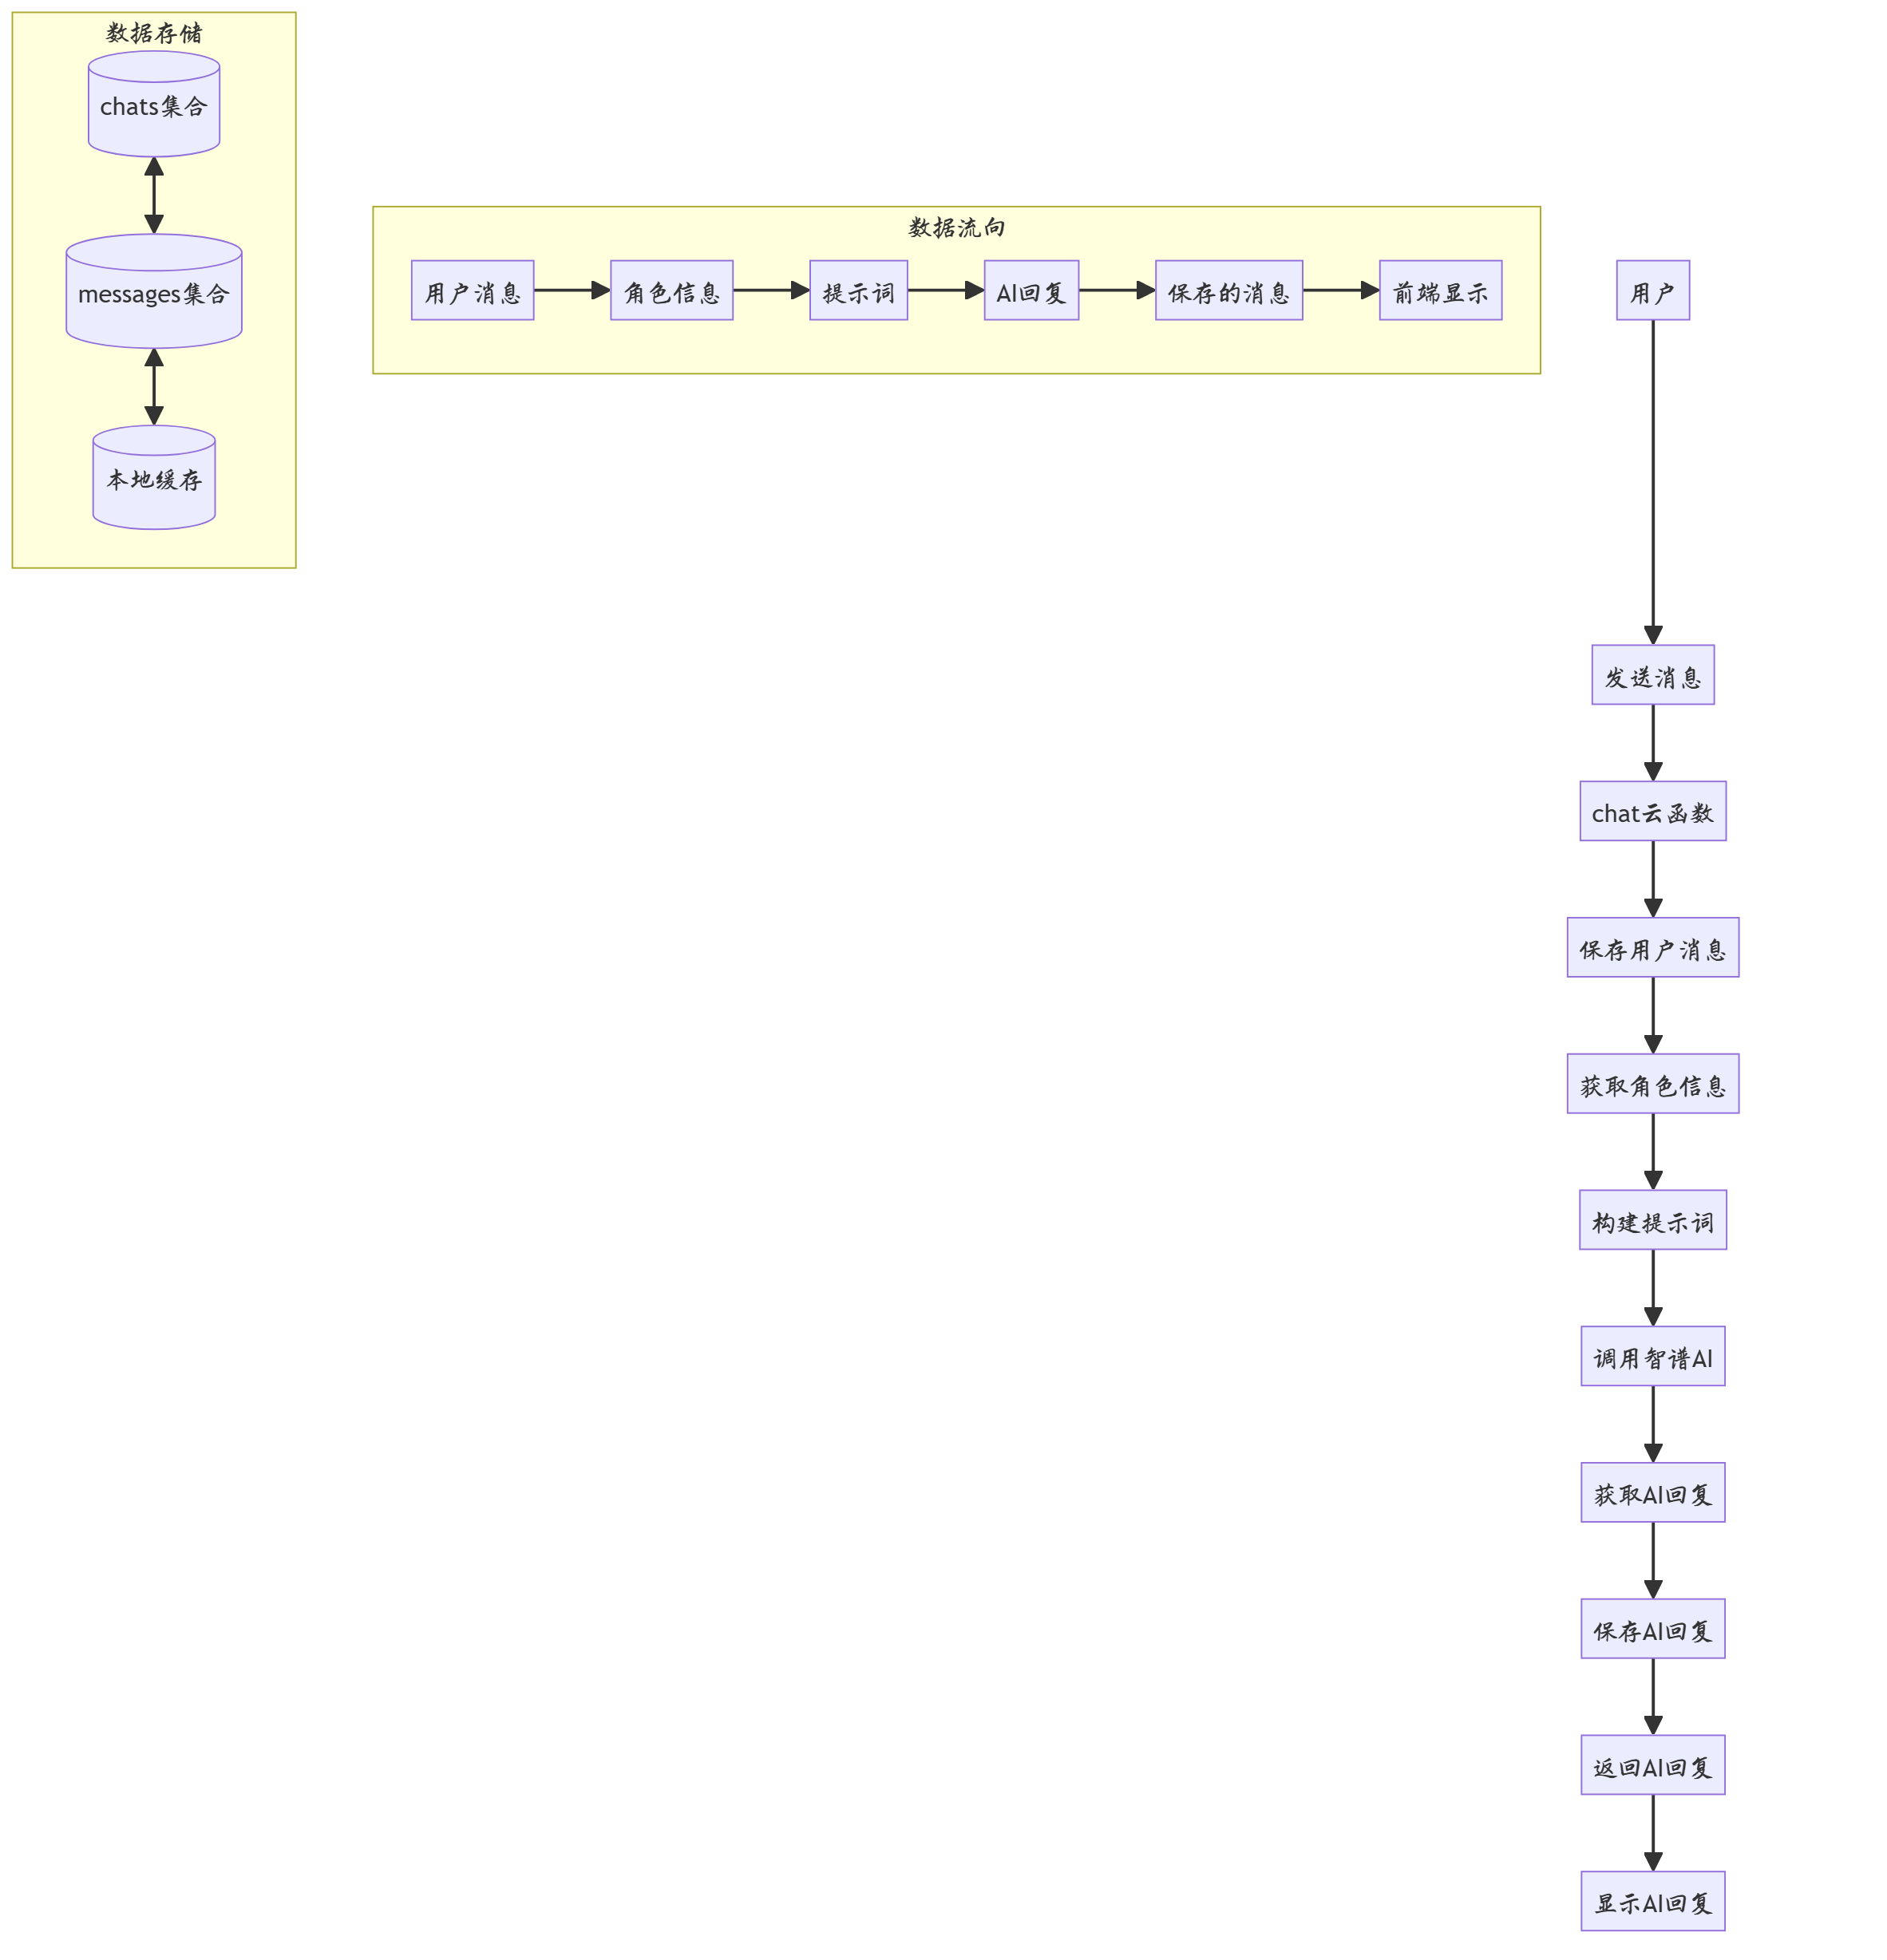 数据存储
chats集合
messages集合
本地缓存
数据流向
用户消息
角色信息
提示词
AI回复
保存的消息
前端显示
用户
发送消息
chat云函数
保存用户消息
获取角色信息
构建提示词
调用智谱AI
获取AI回复
保存AI回复
返回AI回复
显示AI回复